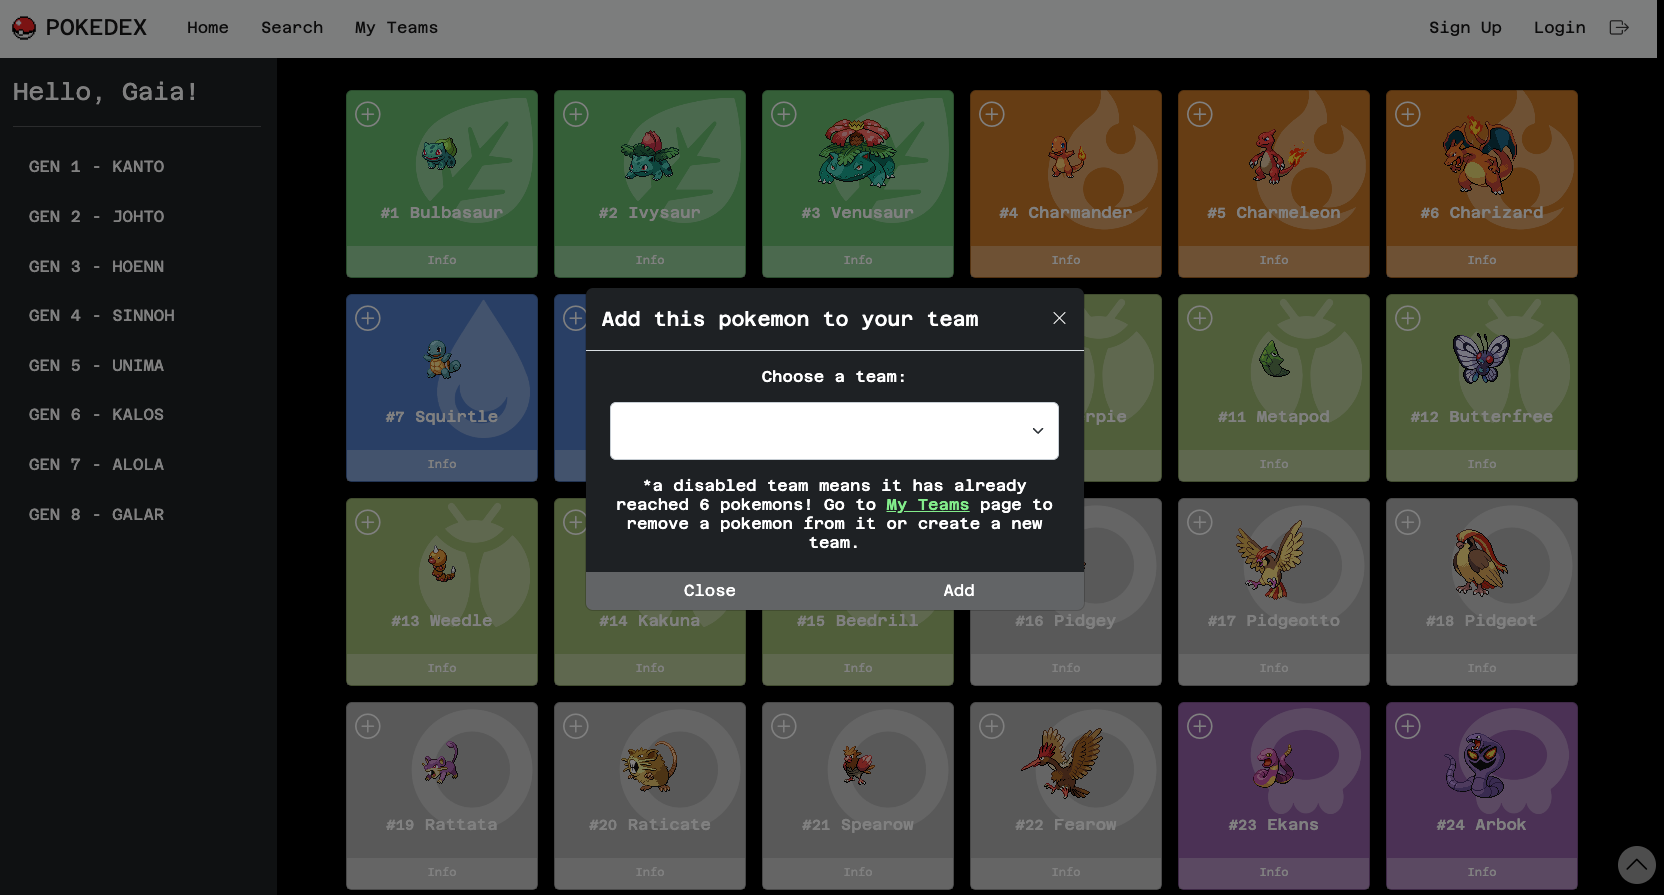 POKEDEX Home Search My Teams Sign Up Login
Hello, Gaia!
GEN 1 - KANTO
GEN 2 - JOHTO
GEN 3 - HOENN
GEN 4 - SINNOH
GEN 5 - UNIMA
GEN 6 - KALOS
GEN 7 - ALOLA
GEN 8 - GALAR
#1 Bulbasaur #2 Ivysaur #3 Venusaur #4 Charmander #5 Charmeleon #6 Charizard
Info Info Info Info Info Info
Add this pokemon to your team
Choose a team:
*a disabled team means it has already
reached 6 pokemons! Go to My Teams page to
remove a pokemon from it or create a new
team.
Close Add
#7 Squirtle rpie #11 Metapod #12 Butterfree
Info Info Info
#13 Weedle #14 Kakuna #15 Beedrill #16 Pidgey #17 Pidgeotto #18 Pidgeot
Info Info Info Info Info Info
#19 Rattata #20 Raticate #21 Spearow #22 Fearow #23 Ekans #24 Arbok
Info Info Info Info Info Info